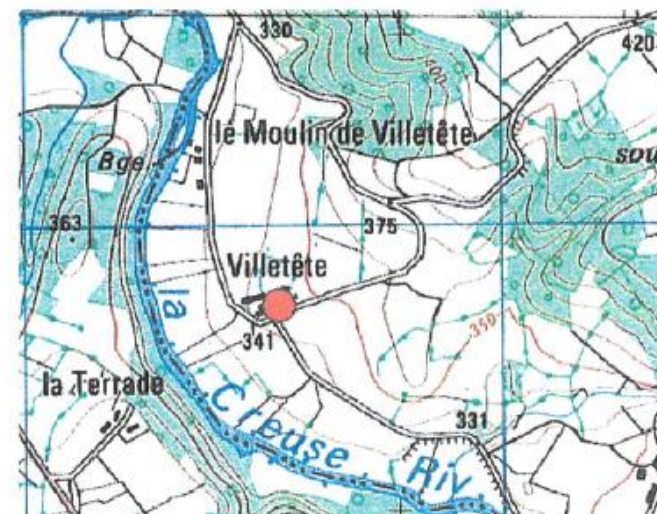 330
420
400
le Moulin de Villetête
Bge
sou
363
375
Villetête
341
350
la Terrade
331
la Creuse Riv